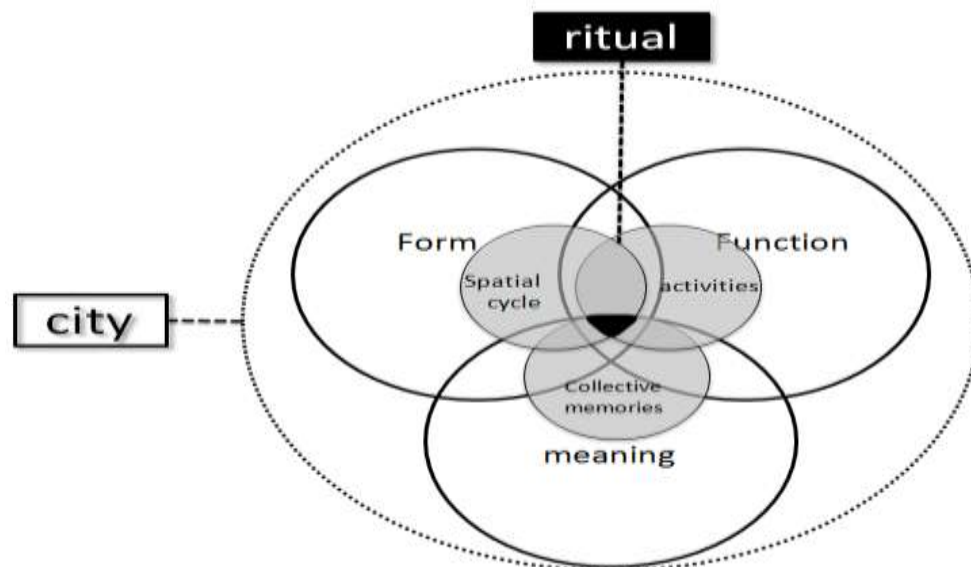 ritual
Form
Function
Spatial
cycle
activities
city
Collective
memories
meaning